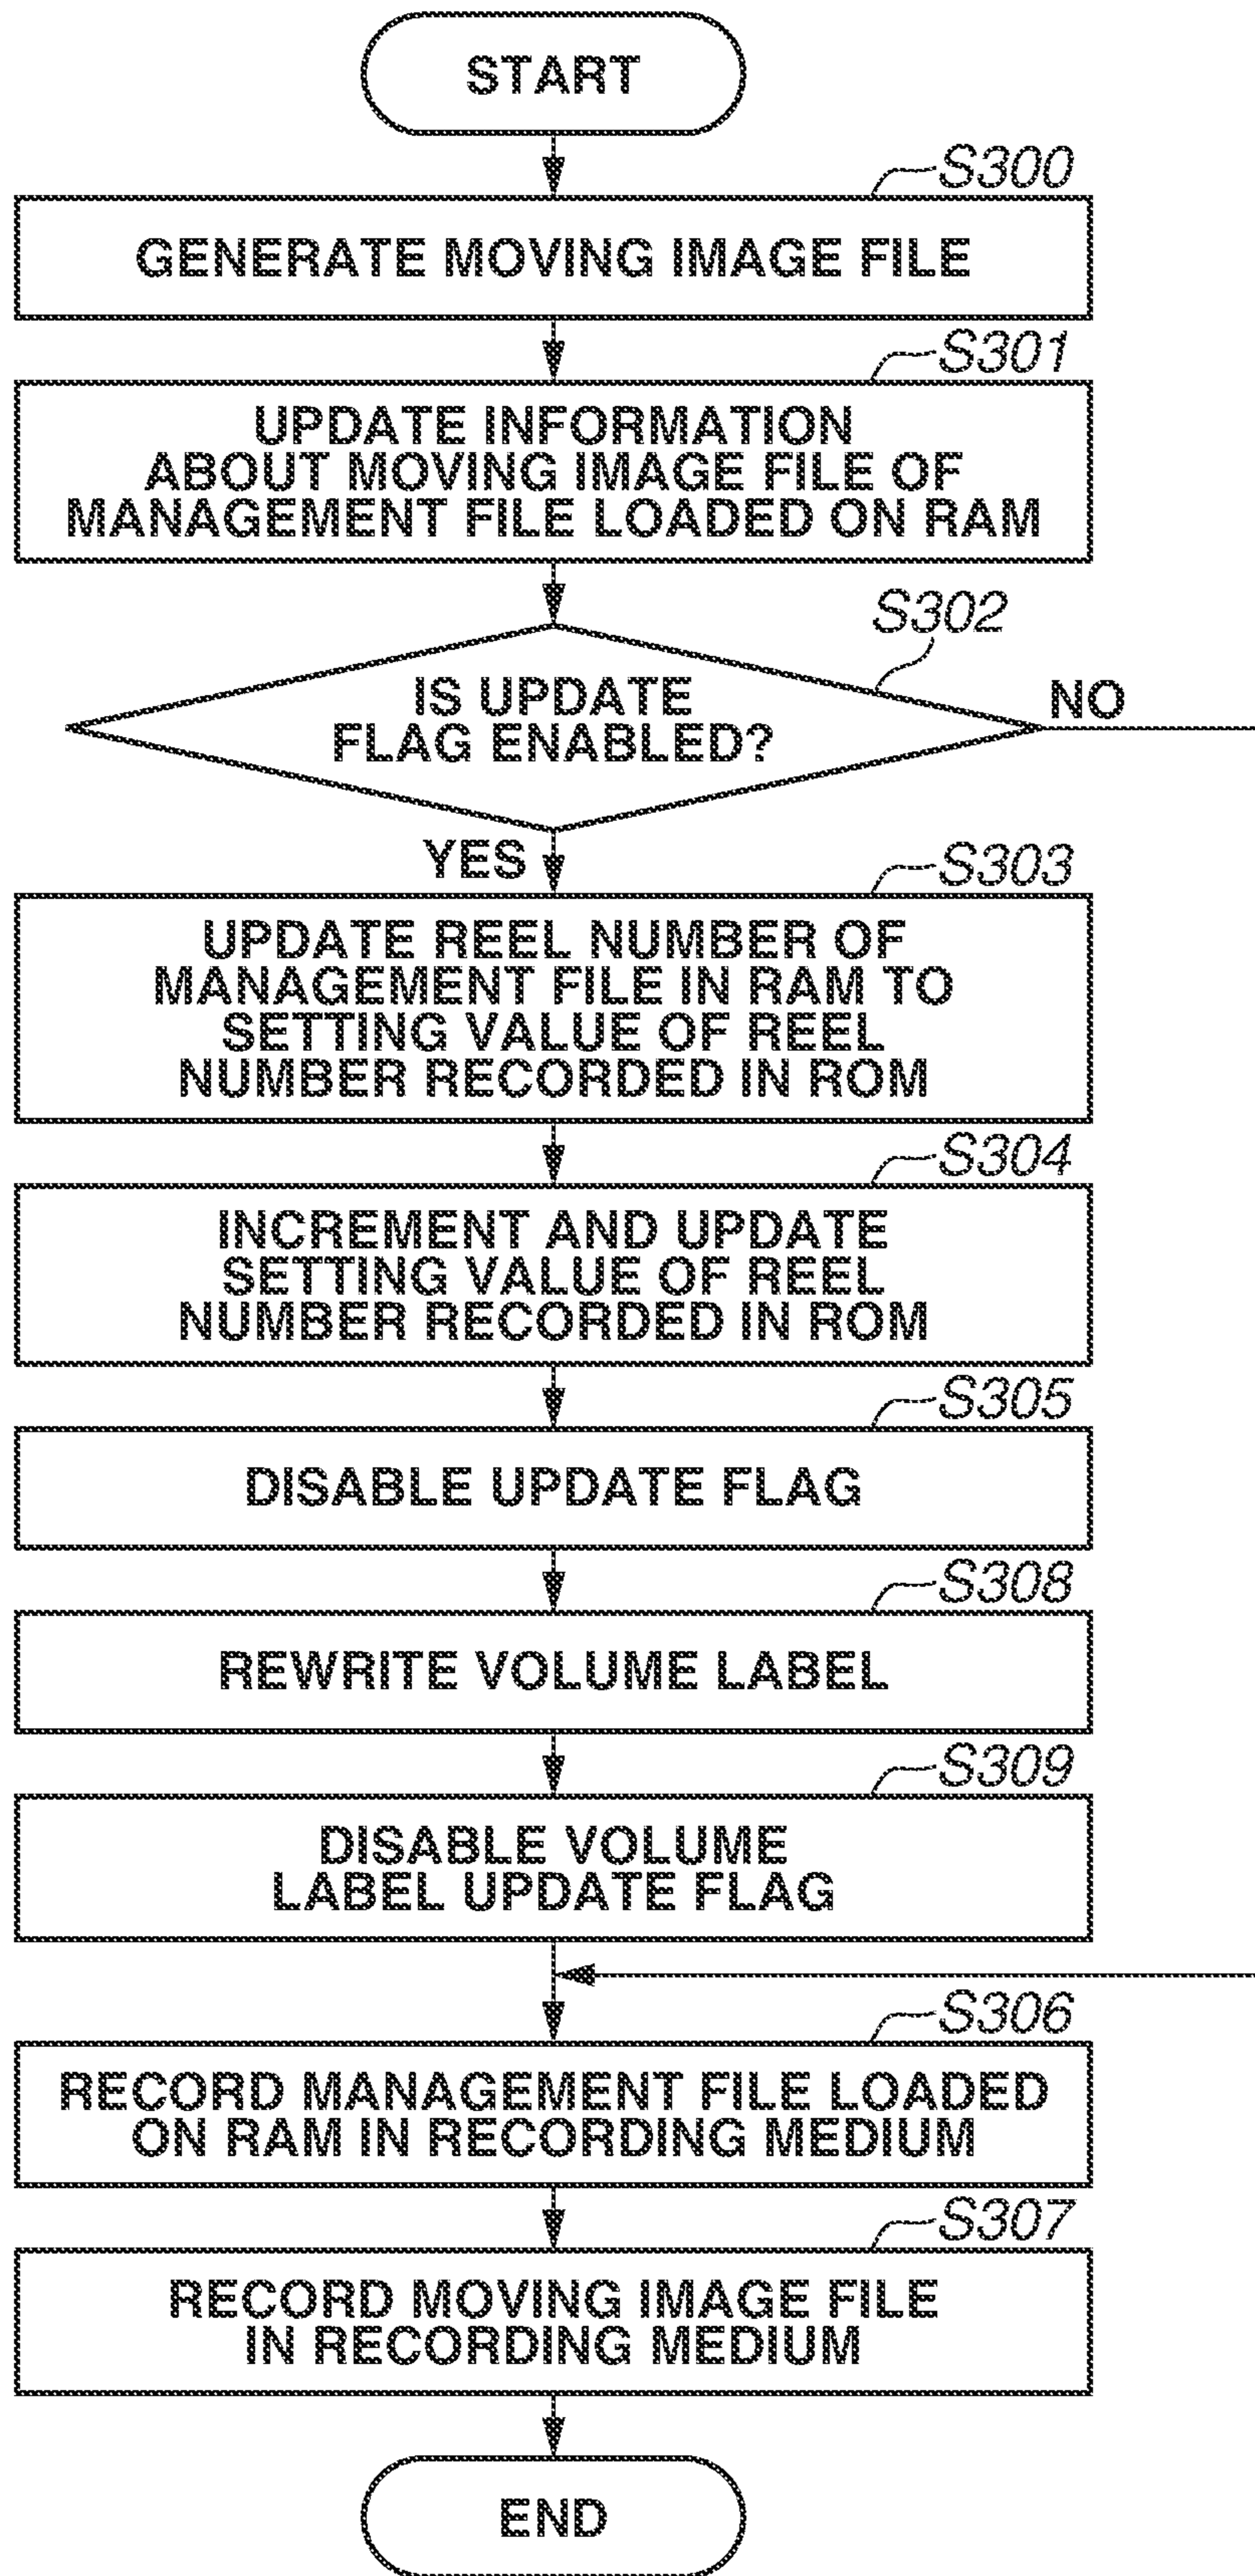 START
S300
GENERATE MOVING IMAGE FILE
S301
UPDATE INFORMATION
ABOUT MOVING IMAGE FILE OF
MANAGEMENT FILE LOADED ON RAM
S302
IS UPDATE
FLAG ENABLED?
NO
YES
S303
UPDATE REEL NUMBER OF
MANAGEMENT FILE IN RAM TO
SETTING VALUE OF REEL
NUMBER RECORDED IN ROM
S304
INCREMENT AND UPDATE
SETTING VALUE OF REEL
NUMBER RECORDED IN ROM
S305
DISABLE UPDATE FLAG
S308
REWRITE VOLUME LABEL
S309
DISABLE VOLUME
LABEL UPDATE FLAG
S306
RECORD MANAGEMENT FILE LOADED
ON RAM IN RECORDING MEDIUM
S307
RECORD MOVING IMAGE FILE
IN RECORDING MEDIUM
END